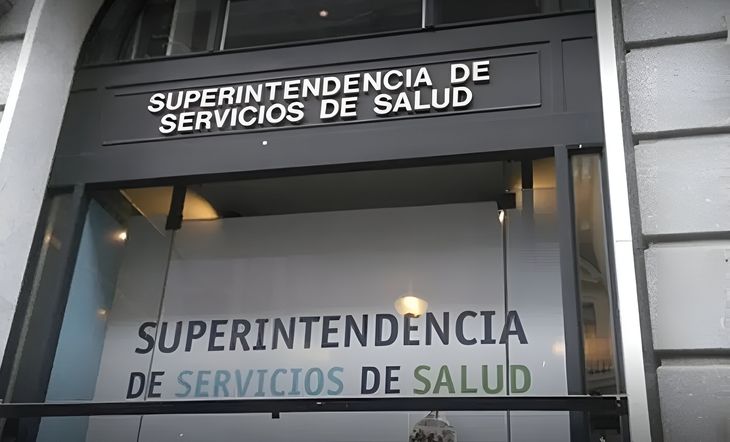 SUPERINTENDENCIA DE
SERVICIOS DE SALUD
SUPERINTENDENCIA
DE SERVICIOS DE SALUD